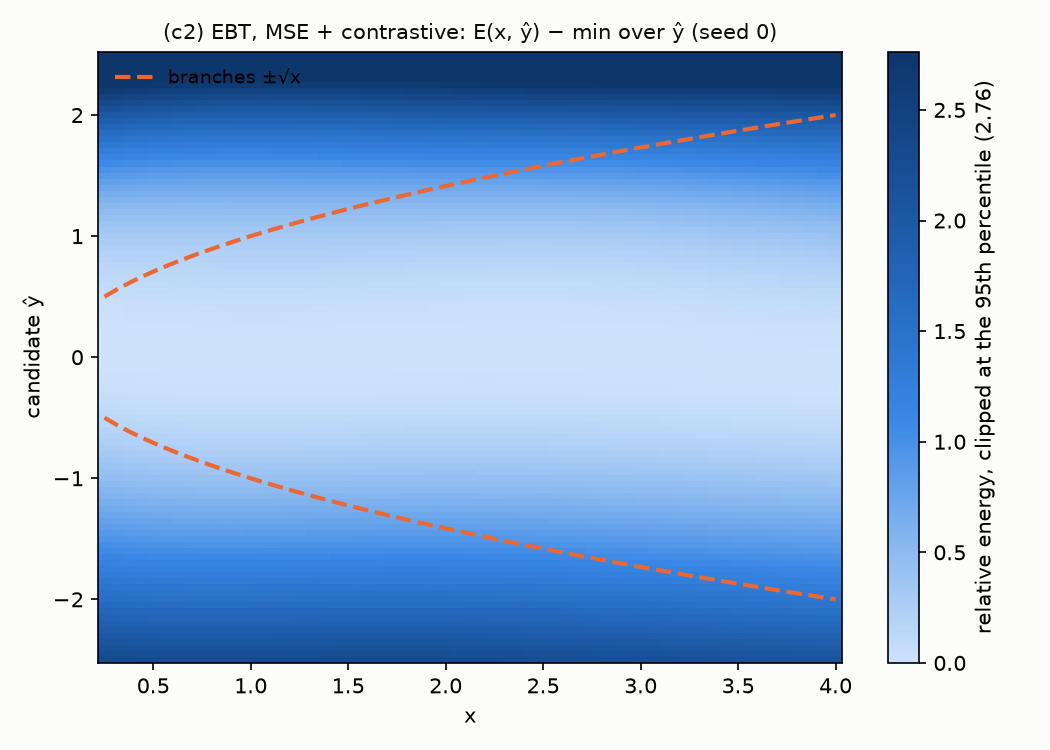 (c2) EBT, MSE + contrastive: E(x, ŷ) − min over ŷ (seed 0)
branches ±√x
candidate ŷ
2
1
0
−1
−2
0.5 1.0 1.5 2.0 2.5 3.0 3.5 4.0
x
2.5
2.0
1.5
1.0
0.5
0.0
relative energy, clipped at the 95th percentile (2.76)